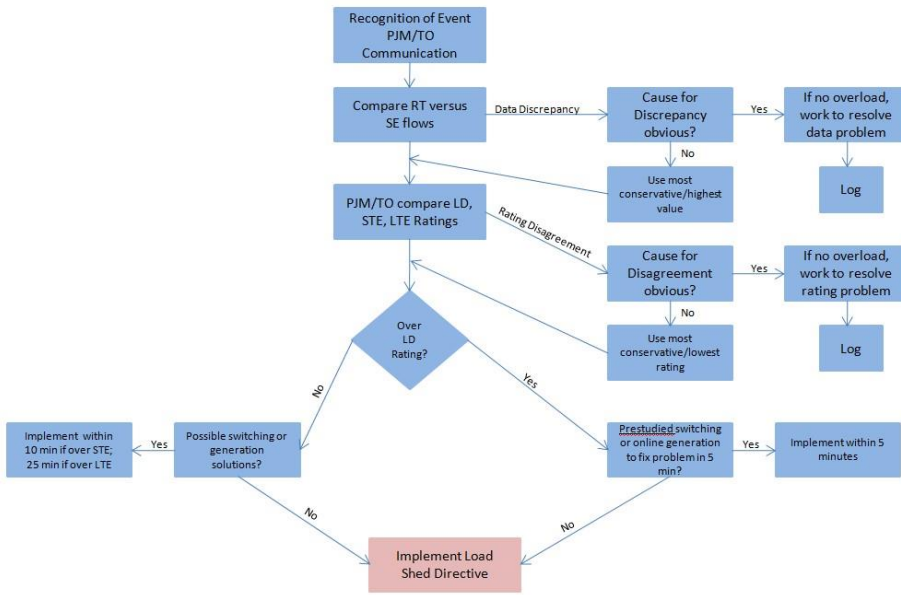 Recognition of Event
PJM/TO
Communication
Compare RT versus
SE flows
Data Discrepancy
Cause for
Discrepancy
obvious?
Yes
If no overload,
work to resolve
data problem
No
Use most
conservative/highest
value
Log
PJM/TO compare LD,
STE, LTE Ratings
Rating Disagreement
Cause for
Disagreement
obvious?
Yes
If no overload,
work to resolve
rating problem
No
Use most
conservative/lowest
rating
Log
Over
LD
Rating?
No
Yes
Implement within
10 min if over STE;
25 min if over LTE
Yes
Possible switching or
generation
solutions?
Prestudied switching
or online generation
to fix problem in 5
min?
Yes
Implement within 5
minutes
No
No
Implement Load
Shed Directive